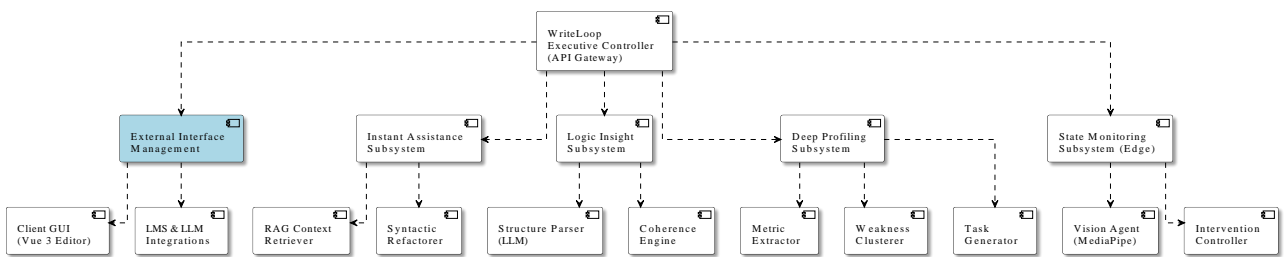 WriteLoop
Executive Controller
(API Gateway)
External Interface
Management
Instant Assistance
Subsystem
Logic Insight
Subsystem
Deep Profiling
Subsystem
State Monitoring
Subsystem (Edge)
Client GUI
(Vue 3 Editor)
LMS & LLM
Integrations
RAG Context
Retriever
Syntactic
Refactorer
Structure Parser
(LLM)
Coherence
Engine
Metric
Extractor
Weakness
Clusterer
Task
Generator
Vision Agent
(MediaPipe)
Intervention
Controller